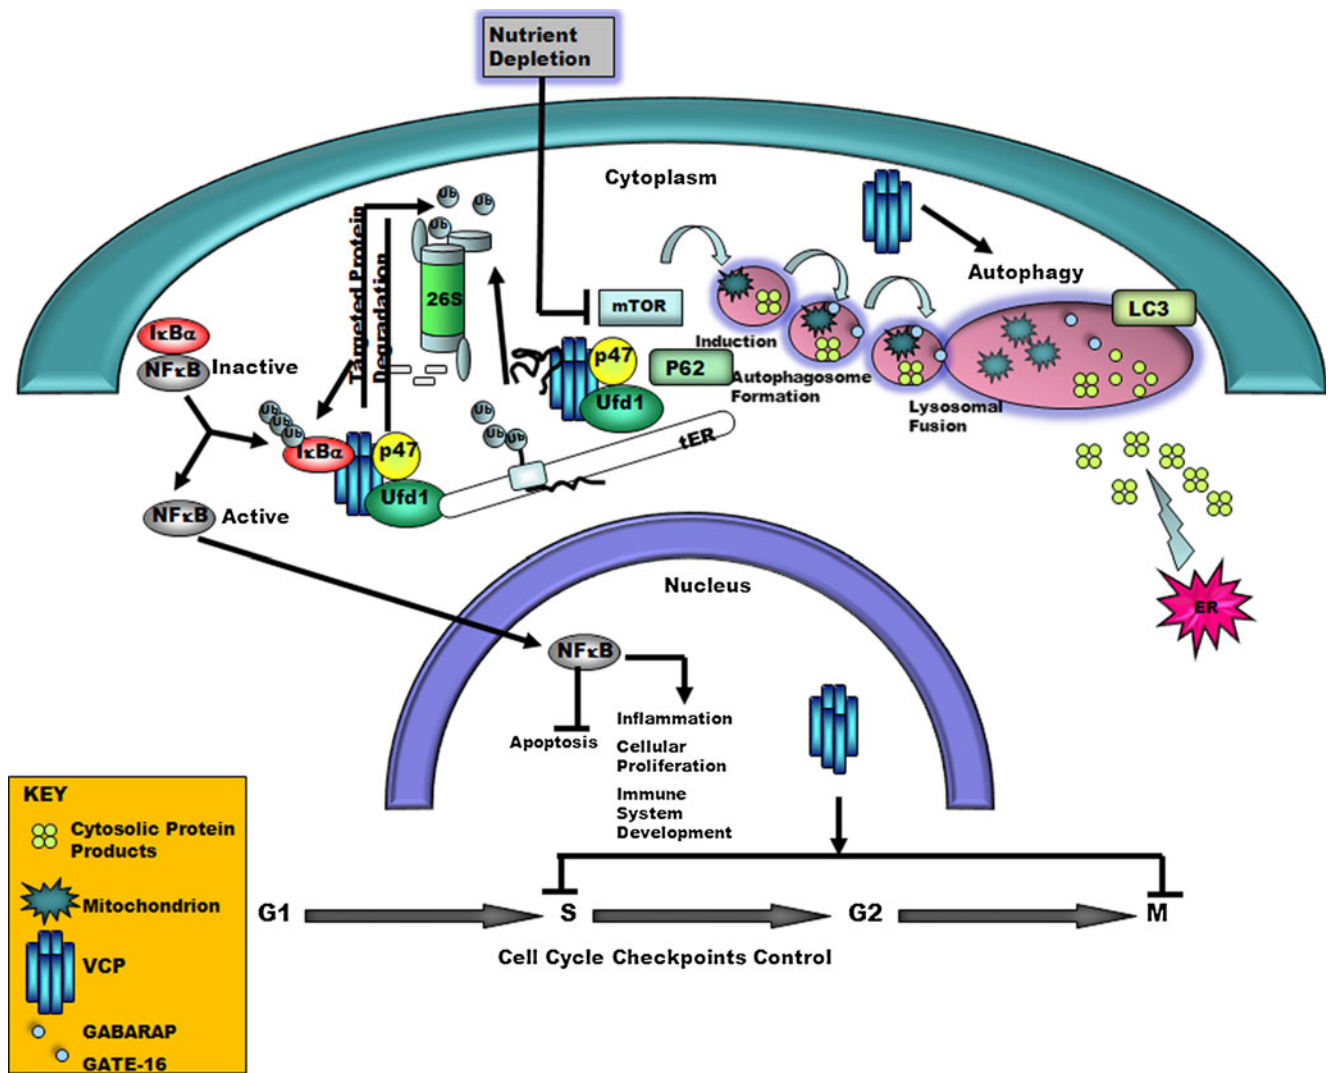 Nutrient
Depletion
Cytoplasm
Ub
Ub
Ub
Targeted Protein
Degradation
26S
mTOR
Autophagy
LC3
IκBα
NFκB
Inactive
Induction
p47
P62
Ufd1
Autophagosome
Formation
Lysosomal
Fusion
Ub
Ub
Ub
IκBα
p47
Ufd1
Ub
Ub
Ub
tER
NFκB
Active
ER
Nucleus
NFκB
Apoptosis
Inflammation
Cellular
Proliferation
Immune
System
Development
KEY
Cytosolic Protein
Products
Mitochondrion
VCP
GABARAP
GATE-16
G1
S
G2
M
Cell Cycle Checkpoints Control